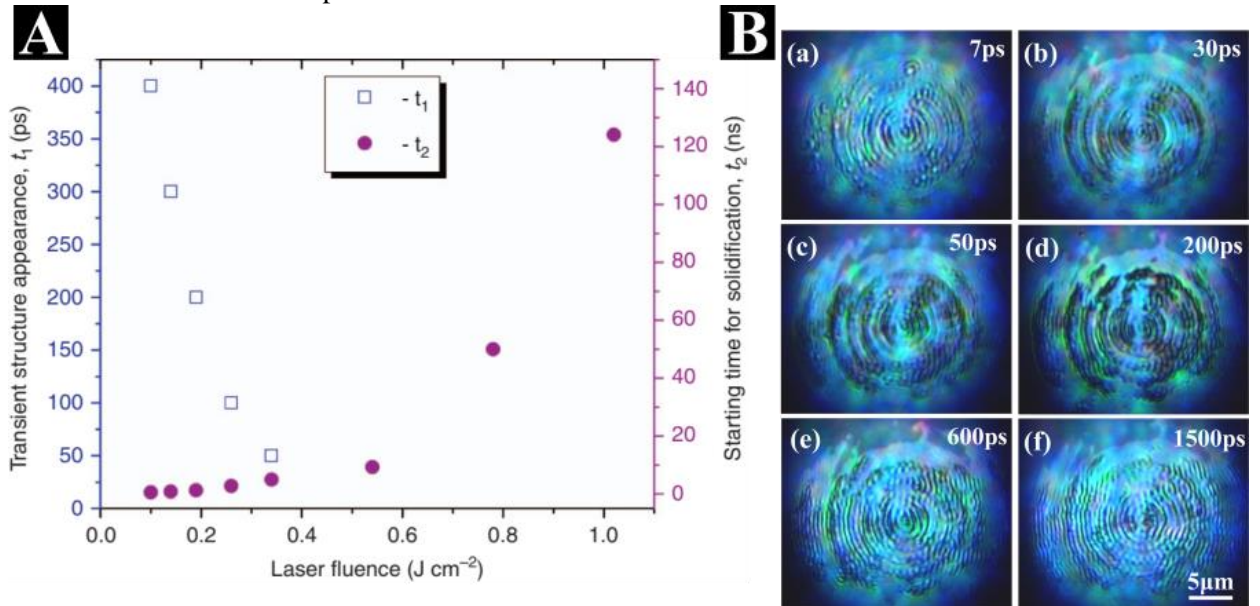 A
B
Transient structure appearance, t₁ (ps)
400
350
300
250
200
150
100
50
0
- t₁
- t₂
140
120
100
80
60
40
20
0
Starting time for solidification, t₂ (ns)
0.0 0.2 0.4 0.6 0.8 1.0
Laser fluence (J cm⁻²)
(a) 7ps
(b) 30ps
(c) 50ps
(d) 200ps
(e) 600ps
(f) 1500ps
5μm